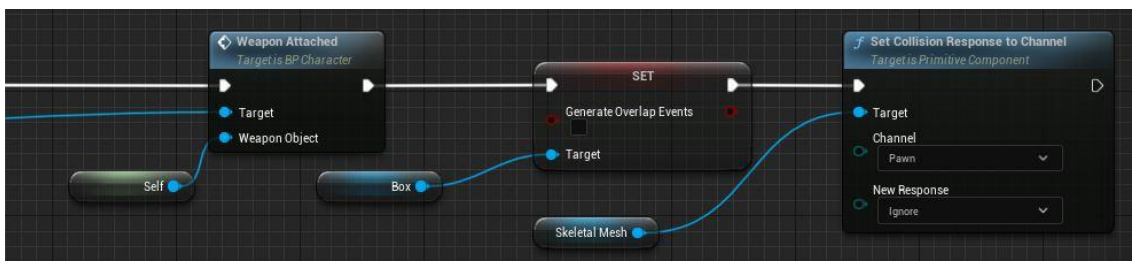 Weapon Attached
Target is BP Character
Target
Weapon Object
Self
Box
SET
Generate Overlap Events
Target
Skeletal Mesh
f Set Collision Response to Channel
Target is Primitive Component
Target
Channel
Pawn
New Response
Ignore